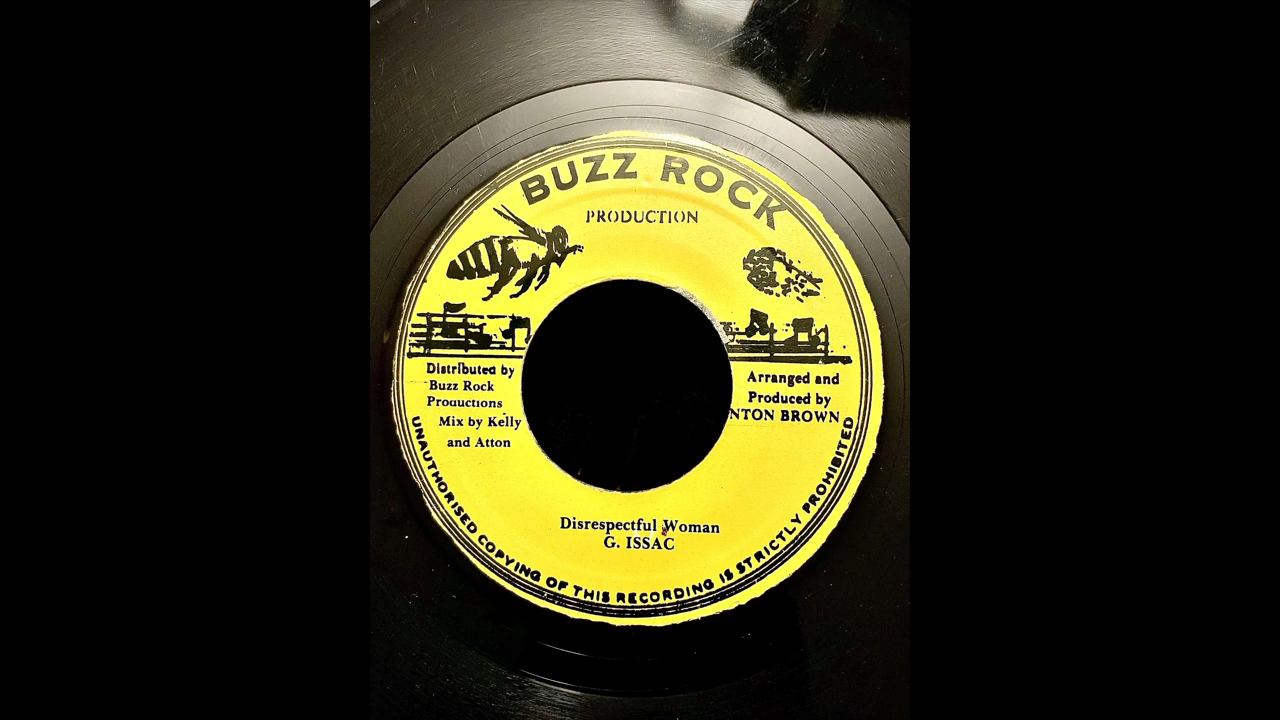 BUZZ ROCK
PRODUCTION
Distributed by
Buzz Rock
Productions
Mix by Kelly
and Atton
Arranged and
Produced by
NTON BROWN
Disrespectful Woman
G. ISSAC
UNAUTHORISED COPYING OF THIS RECORDING IS STRICTLY PROHIBITED